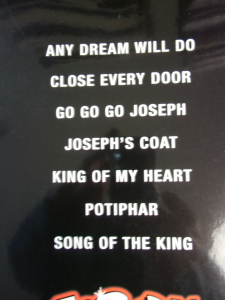 ANY DREAM WILL DO
CLOSE EVERY DOOR
GO GO GO JOSEPH
JOSEPH'S COAT
KING OF MY HEART
POTIPHAR
SONG OF THE KING